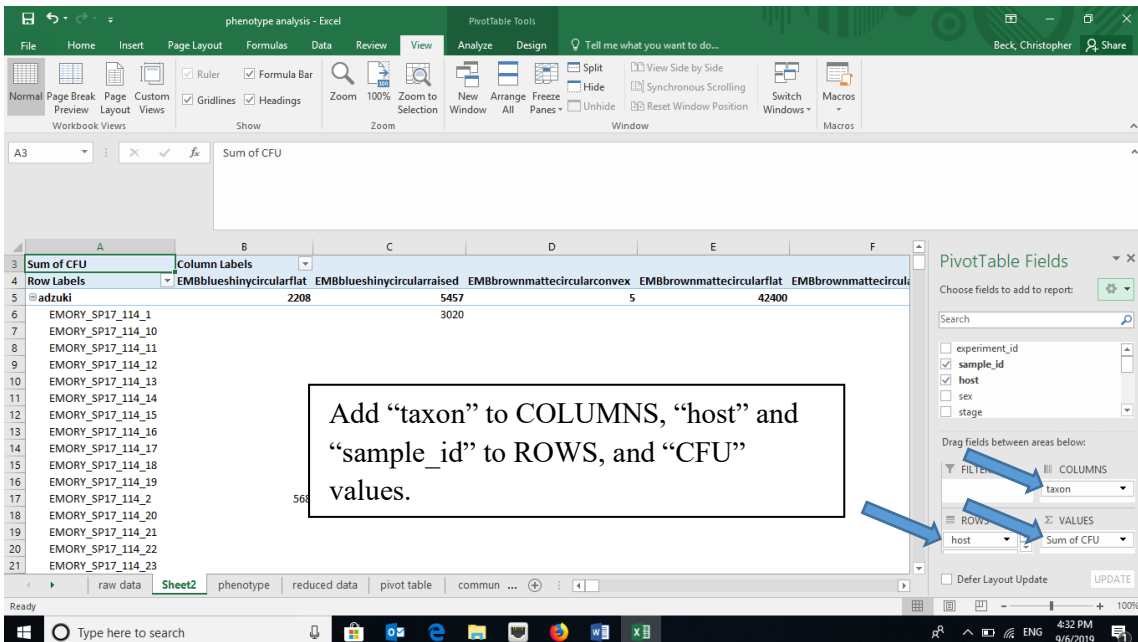 phenotype analysis - Excel
PivotTable Tools
File Home Insert Page Layout Formulas Data Review View Analyze Design Tell me what you want to do... Beck, Christopher Share
Normal Page Break Preview Page Layout Custom Views
Workbook Views
Ruler Formula Bar
Gridlines Headings
Show
Zoom 100% Zoom to Selection
Zoom
New Window Arrange All Freeze Panes
Split
Hide
Unhide
View Side by Side
Synchronous Scrolling
Reset Window Position
Switch Windows
Window
Macros
Macros
A3 fx Sum of CFU
A B C D E F
3 Sum of CFU Column Labels
4 Row Labels EMBblueshinycircularflat EMBblueshinycircularraised EMBbrownmattecircularconvex EMBbrownmattecircularflat EMBbrownmattecircula
5 adzuki 2208 5457 5 42400
6 EMORY_SP17_114_1 3020
7 EMORY_SP17_114_10
8 EMORY_SP17_114_11
9 EMORY_SP17_114_12
10 EMORY_SP17_114_13
11 EMORY_SP17_114_14
12 EMORY_SP17_114_15
13 EMORY_SP17_114_16
14 EMORY_SP17_114_17
15 EMORY_SP17_114_18
16 EMORY_SP17_114_19
17 EMORY_SP17_114_2 568
18 EMORY_SP17_114_20
19 EMORY_SP17_114_21
20 EMORY_SP17_114_22
21 EMORY_SP17_114_23
Add “taxon” to COLUMNS, “host” and
“sample_id” to ROWS, and “CFU”
values.
PivotTable Fields
Choose fields to add to report:
Search
experiment_id
sample_id
host
sex
stage
Drag fields between areas below:
COLUMNS
taxon
ROWS VALUES
host Sum of CFU
Defer Layout Update UPDATE
raw data Sheet2 phenotype reduced data pivot table commun ...
Ready 100%
Type here to search ENG 4:32 PM
9/6/2019